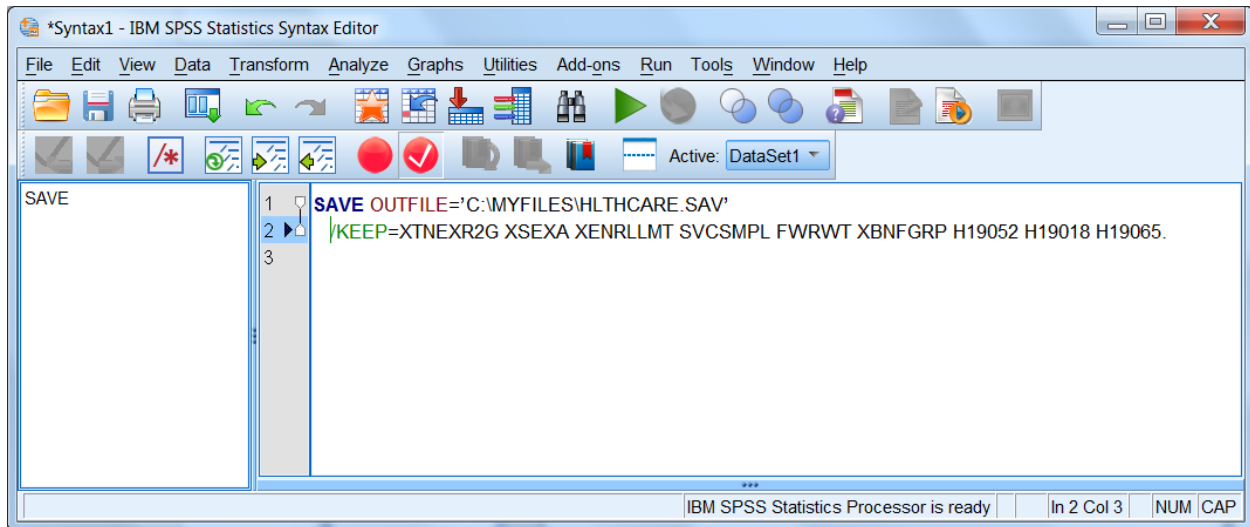 *Syntax1 - IBM SPSS Statistics Syntax Editor
File Edit View Data Transform Analyze Graphs Utilities Add-ons Run Tools Window Help
/* Active: DataSet1
SAVE
1 SAVE OUTFILE=’C:\MYFILES\HLTHCARE.SAV’
2 /KEEP=XTNEXR2G XSEXA XENRLLMT SVCSMPL FWRWT XBNFGRP H19052 H19018 H19065.
3
IBM SPSS Statistics Processor is ready In 2 Col 3 NUM CAP